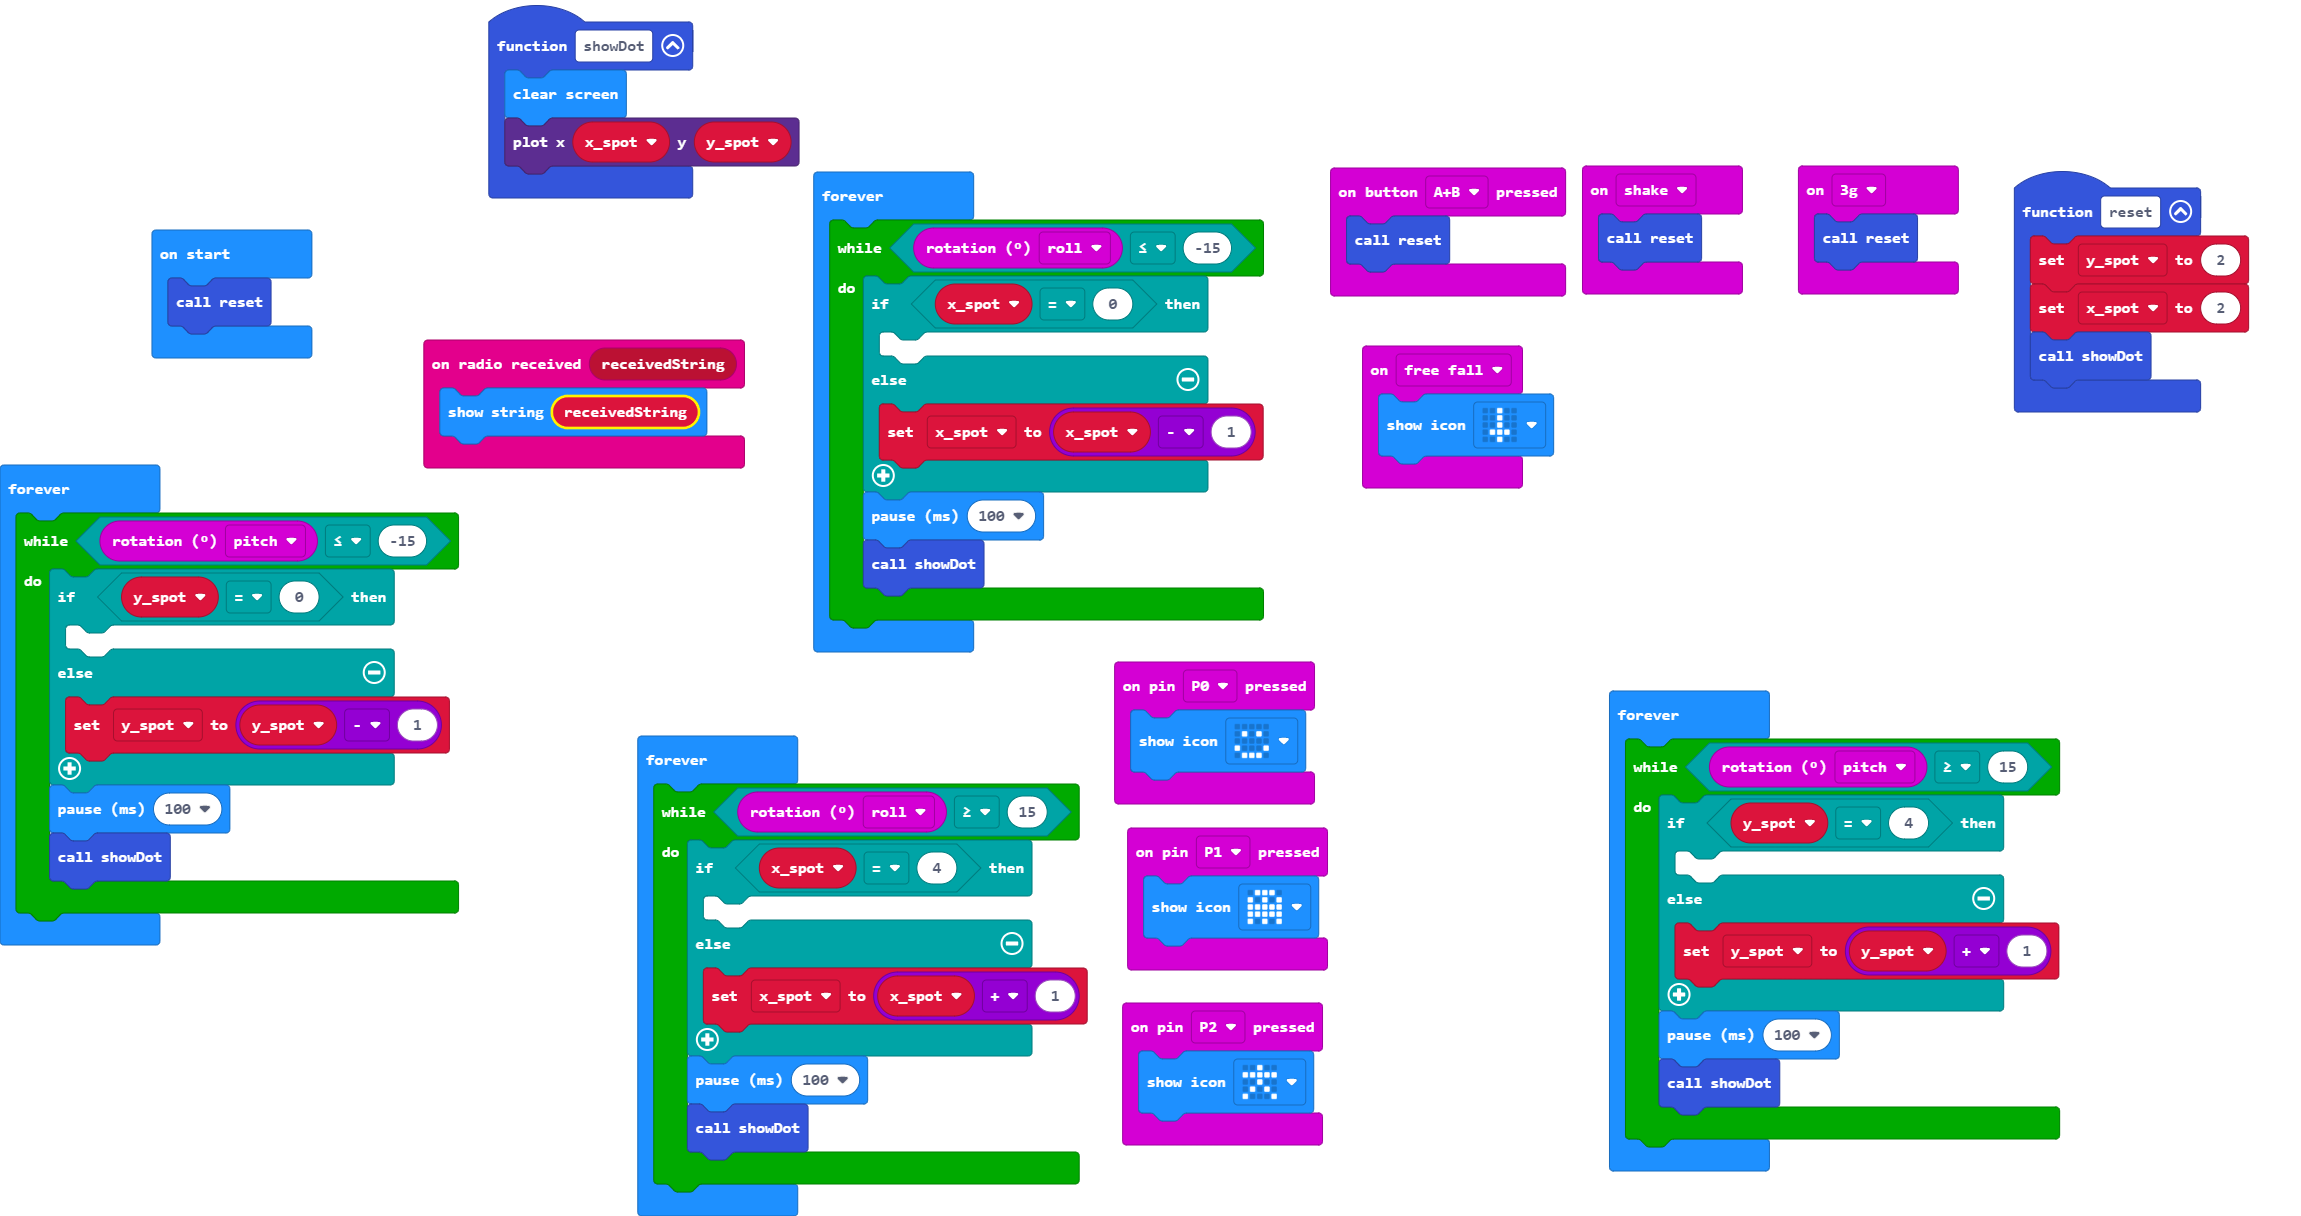 function showDot
clear screen
plot x x_spot y y_spot
on start
call reset
on radio received receivedString
show string receivedString
forever
while rotation (º) roll ≤ -15
do
if x_spot = 0 then
else
set x_spot to x_spot - 1
pause (ms) 100
call showDot
on button A+B pressed
call reset
on shake
call reset
on 3g
call reset
function reset
set y_spot to 2
set x_spot to 2
call showDot
on free fall
show icon
forever
while rotation (º) pitch ≤ -15
do
if y_spot = 0 then
else
set y_spot to y_spot - 1
pause (ms) 100
call showDot
forever
while rotation (º) roll ≥ 15
do
if x_spot = 4 then
else
set x_spot to x_spot + 1
pause (ms) 100
call showDot
on pin P0 pressed
show icon
on pin P1 pressed
show icon
on pin P2 pressed
show icon
forever
while rotation (º) pitch ≥ 15
do
if y_spot = 4 then
else
set y_spot to y_spot + 1
pause (ms) 100
call showDot